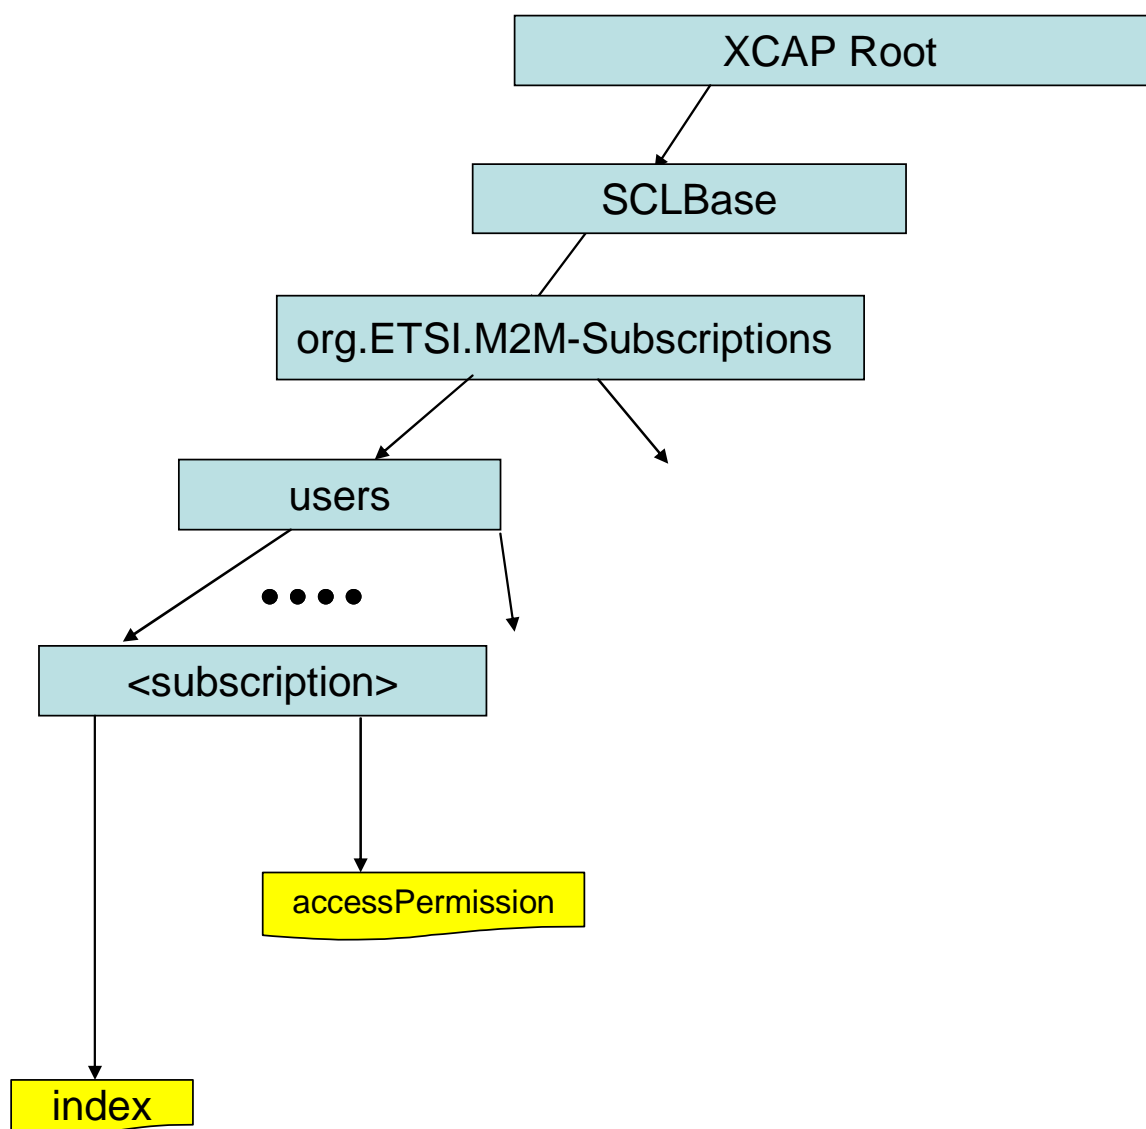 XCAP Root
SCLBase
org.ETSI.M2M-Subscriptions
users
<subscription>
accessPermission
index